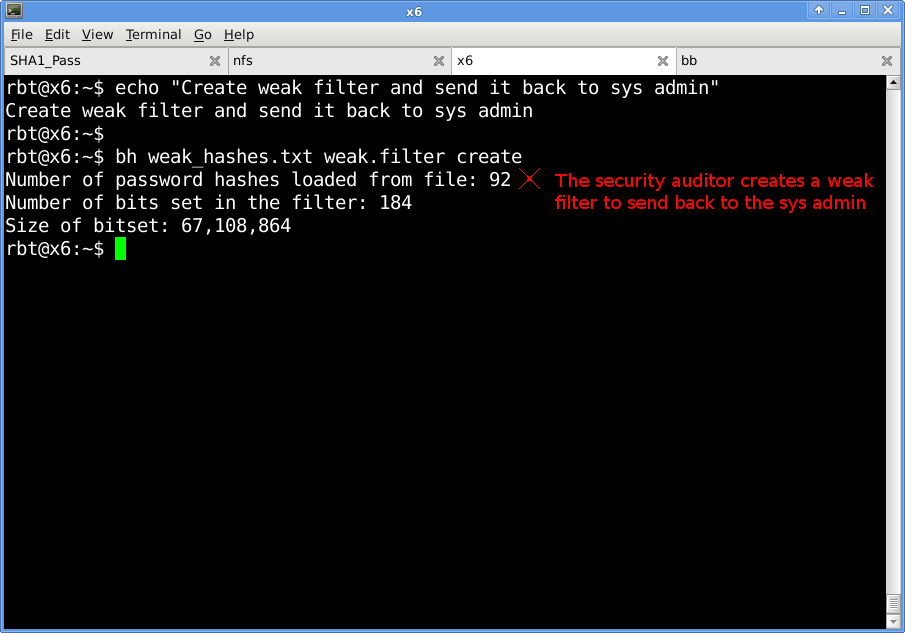 x6
File Edit View Terminal Go Help
SHA1_Pass nfs x6 bb
rbt@x6:~$ echo "Create weak filter and send it back to sys admin"
Create weak filter and send it back to sys admin
rbt@x6:~$
rbt@x6:~$ bh weak_hashes.txt weak.filter create
Number of password hashes loaded from file: 92
The security auditor creates a weak
filter to send back to the sys admin
Number of bits set in the filter: 184
Size of bitset: 67,108,864
rbt@x6:~$